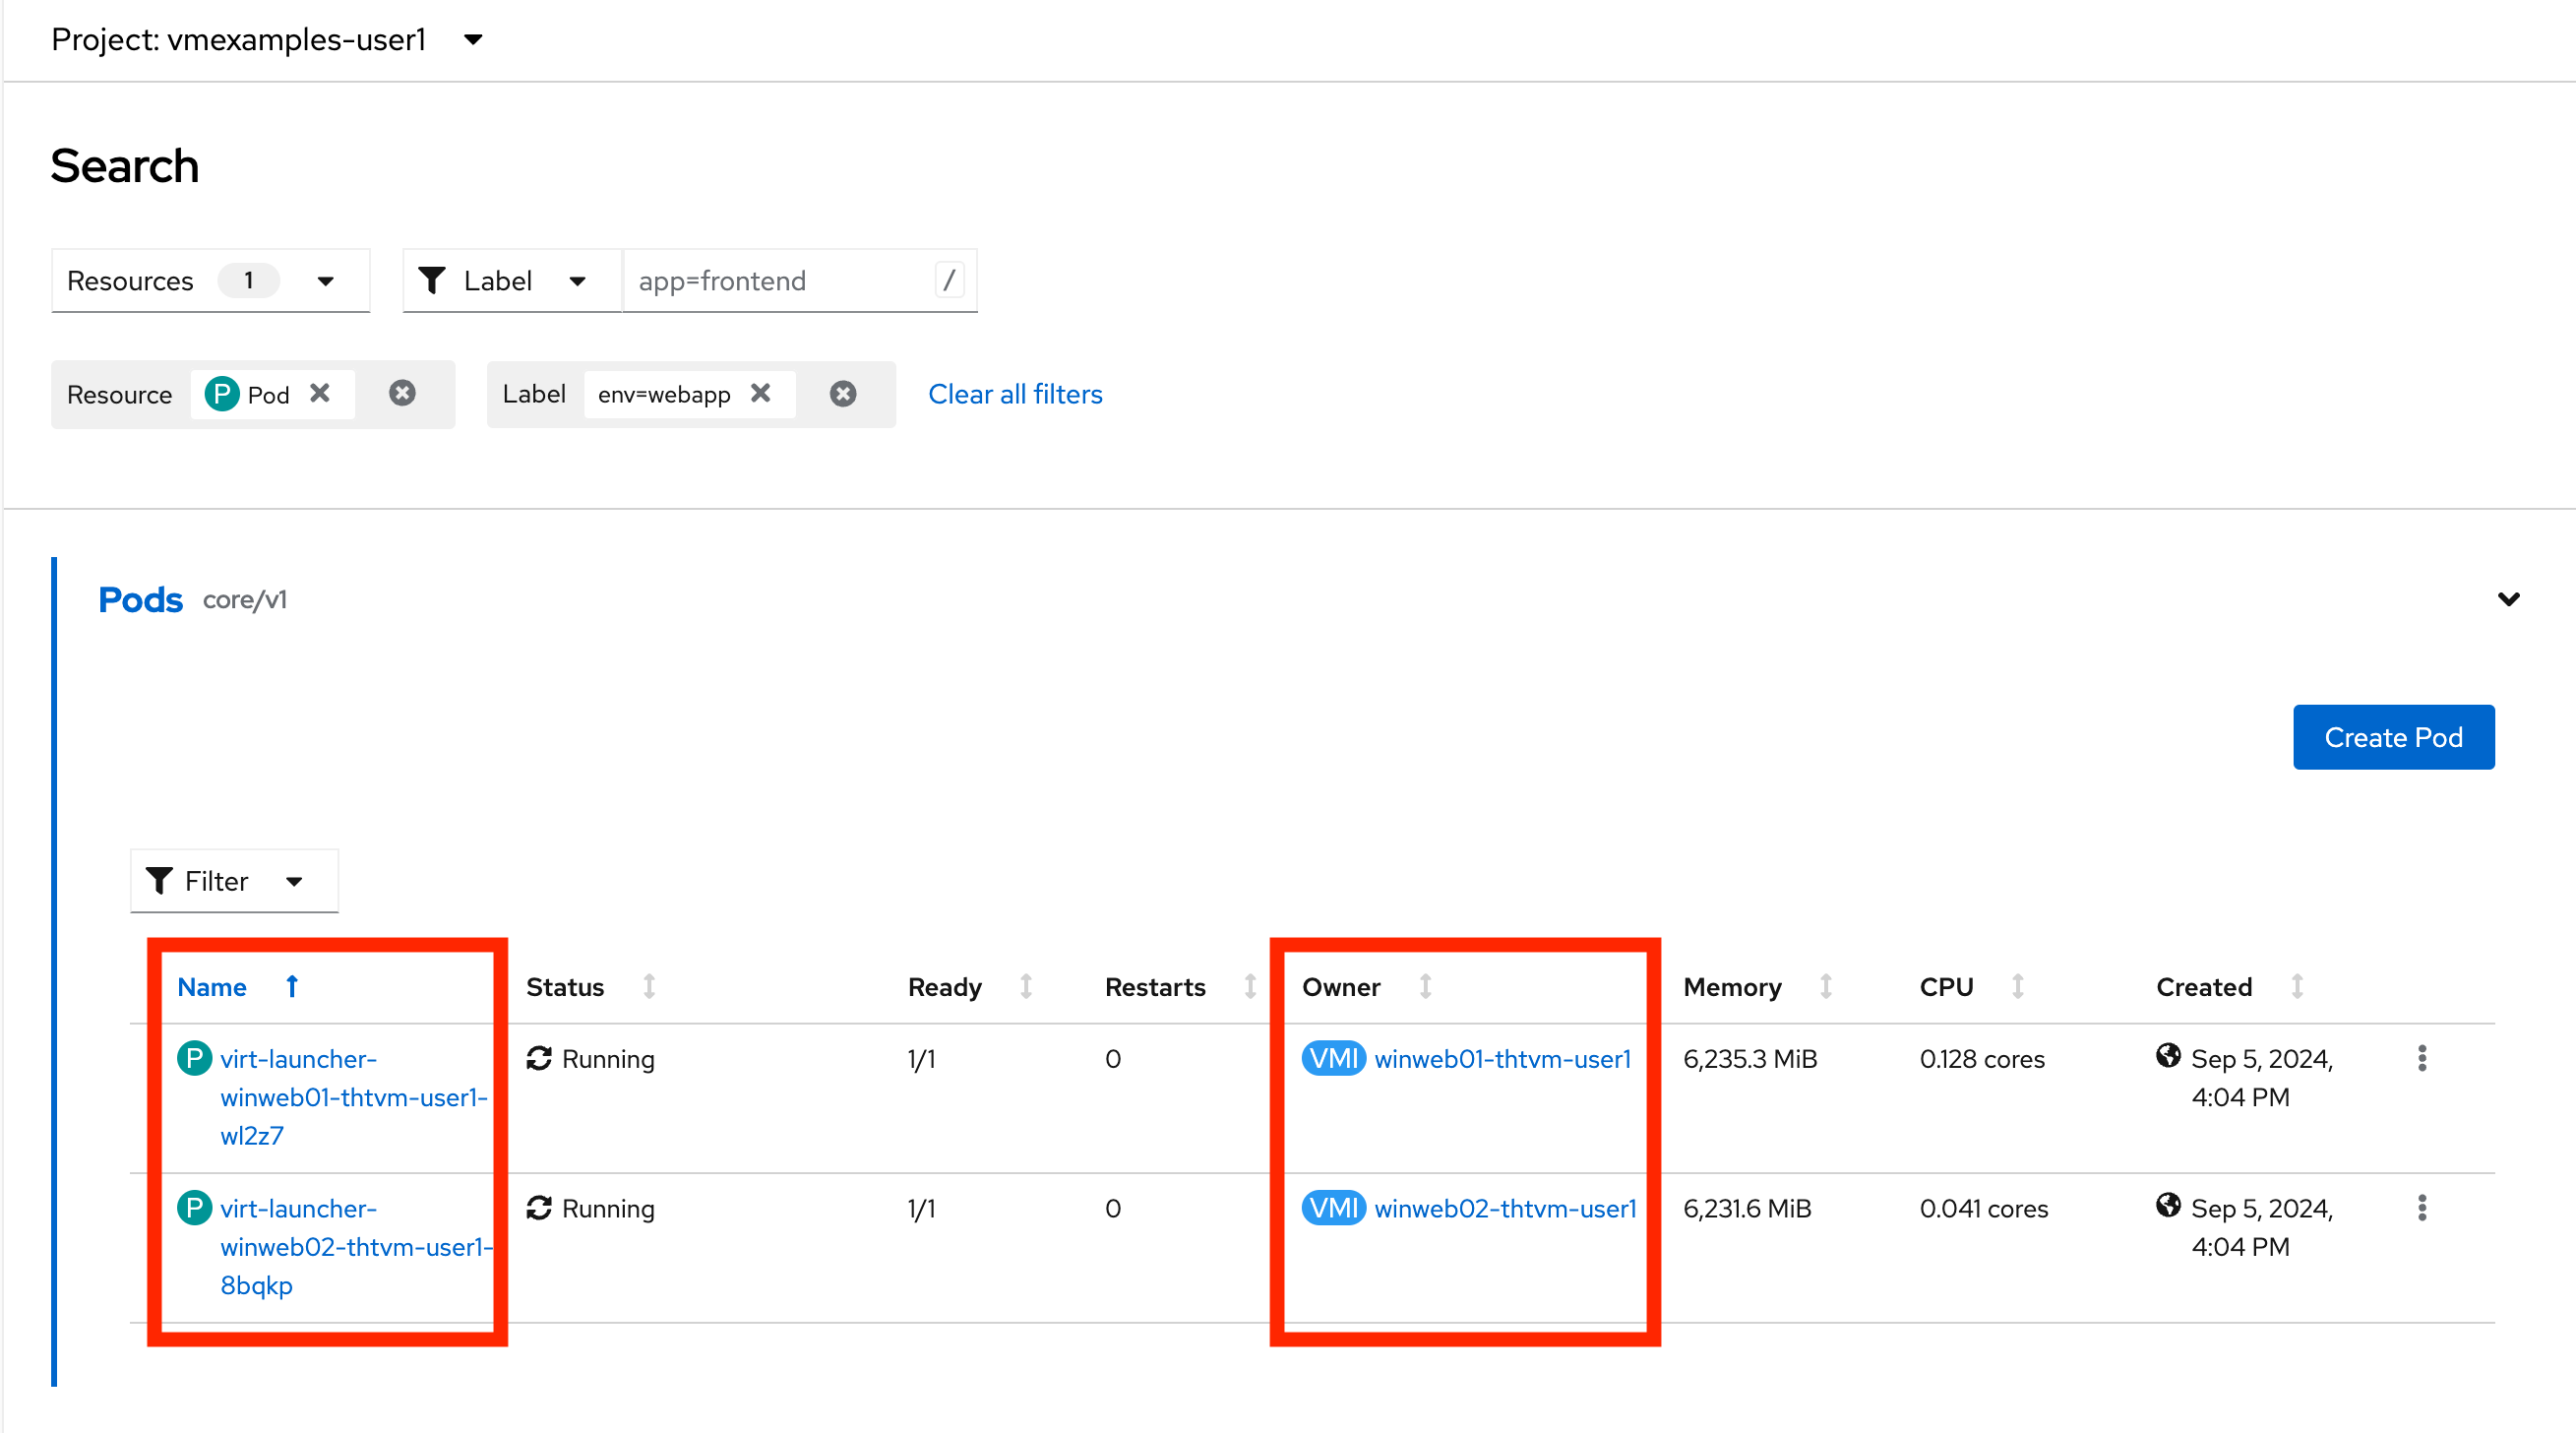 Project: vmexamples-user1
Search
Resources 1 Label app=frontend /
Resource P Pod Label env=webapp Clear all filters
Pods core/v1
Create Pod
Filter
Name Status Ready Restarts Owner Memory CPU Created
P virt-launcher- Running 1/1 0 VMI winweb01-thtvm-user1 6,235.3 MiB 0.128 cores Sep 5, 2024,
winweb01-thtvm-user1- 4:04 PM
wl2z7
P virt-launcher- Running 1/1 0 VMI winweb02-thtvm-user1 6,231.6 MiB 0.041 cores Sep 5, 2024,
winweb02-thtvm-user1- 4:04 PM
8bqkp